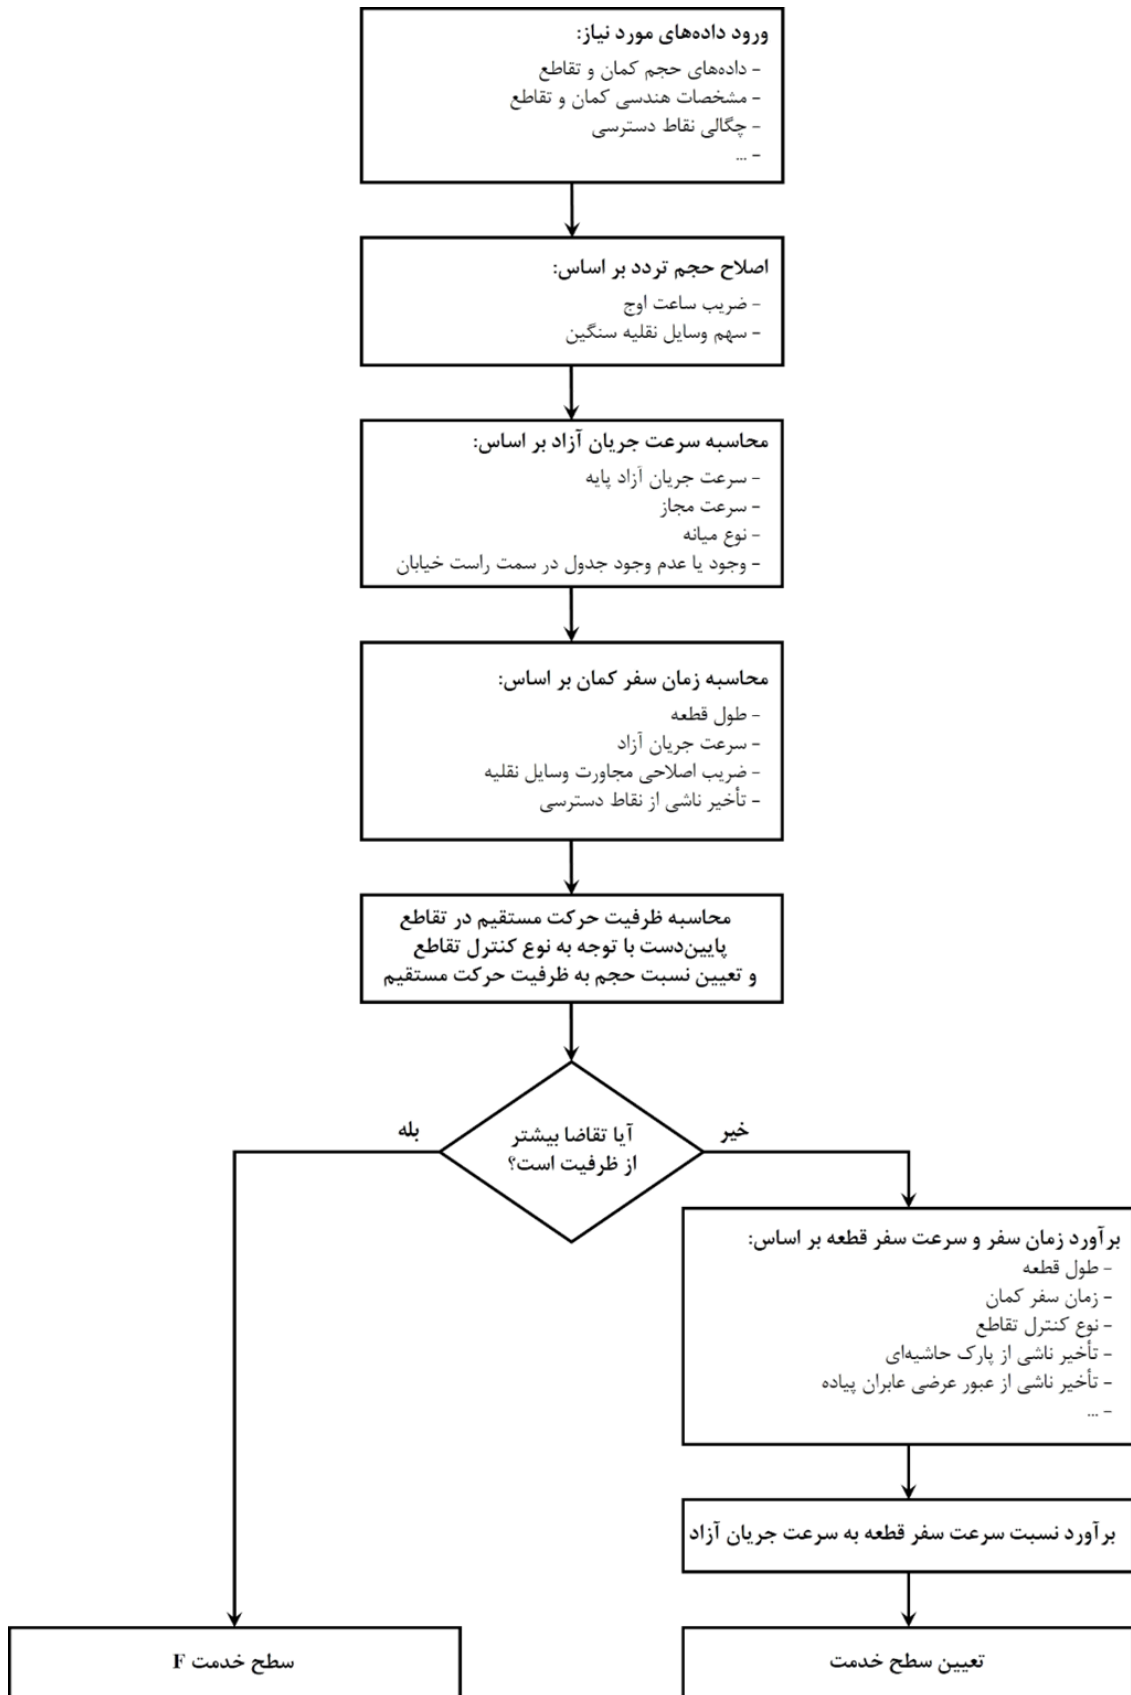 ورود داده‌های مورد نیاز:
- داده‌های حجم کمان و تقاطع
- مشخصات هندسی کمان و تقاطع
- چگالی نقاط دسترسی
- ...
اصلاح حجم تردد بر اساس:
- ضریب ساعت اوج
- سهم وسایل نقلیه سنگین
محاسبه سرعت جریان آزاد بر اساس:
- سرعت جریان آزاد پایه
- سرعت مجاز
- نوع میانه
- وجود یا عدم وجود جدول در سمت راست خیابان
محاسبه زمان سفر کمان بر اساس:
- طول قطعه
- سرعت جریان آزاد
- ضریب اصلاحی مجاورت وسایل نقلیه
- تأخیر ناشی از نقاط دسترسی
محاسبه ظرفیت حرکت مستقیم در تقاطع
پایین‌دست با توجه به نوع کنترل تقاطع
و تعیین نسبت حجم به ظرفیت حرکت مستقیم
آیا تقاضا بیشتر
از ظرفیت است؟
خیر
بله
برآورد زمان سفر و سرعت سفر قطعه بر اساس:
- طول قطعه
- زمان سفر کمان
- نوع کنترل تقاطع
- تأخیر ناشی از پارک حاشیه‌ای
- تأخیر ناشی از عبور عرضی عابران پیاده
- ...
برآورد نسبت سرعت سفر قطعه به سرعت جریان آزاد
تعیین سطح خدمت
سطح خدمت F